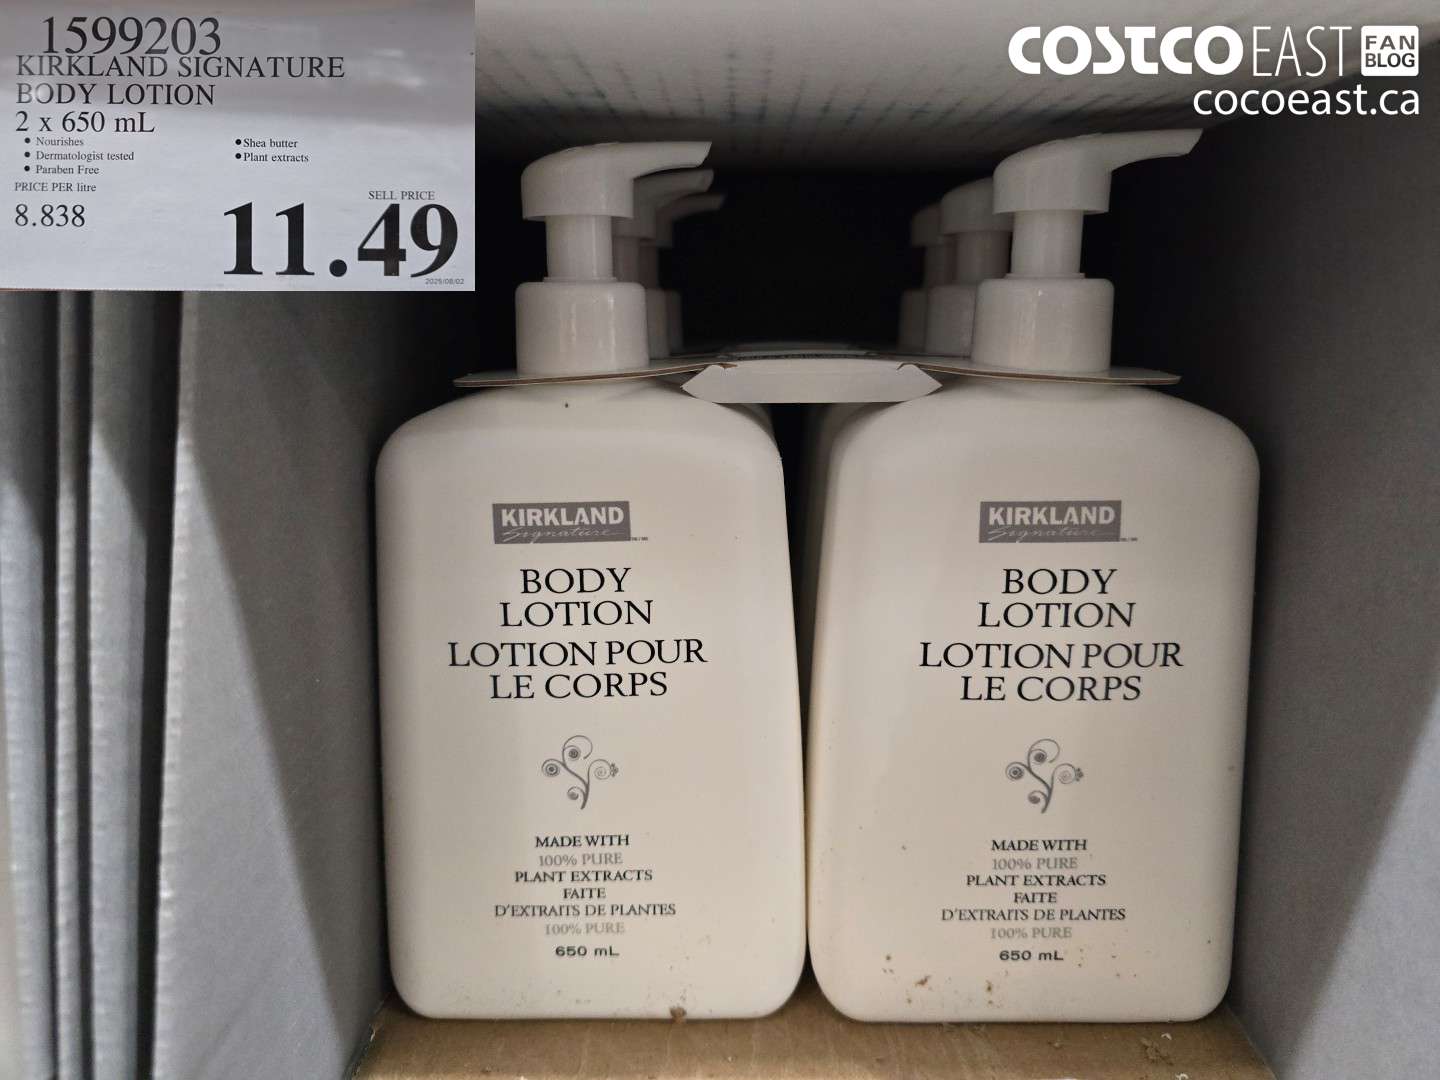 1599203
KIRKLAND SIGNATURE
BODY LOTION
2 x 650 mL
• Nourishes
• Dermatologist tested
• Paraben Free
• Shea butter
• Plant extracts
PRICE PER litre
8.838
SELL PRICE
11.49
2025/08/02
COSTCO EAST FAN BLOG
cocoeast.ca
KIRKLAND
Signature
BODY
LOTION
LOTION POUR
LE CORPS
MADE WITH
100% PURE
PLANT EXTRACTS
FAITE
D'EXTRAITS DE PLANTES
100% PURE
650 mL
KIRKLAND
Signature
BODY
LOTION
LOTION POUR
LE CORPS
MADE WITH
100% PURE
PLANT EXTRACTS
FAITE
D'EXTRAITS DE PLANTES
100% PURE
650 mL